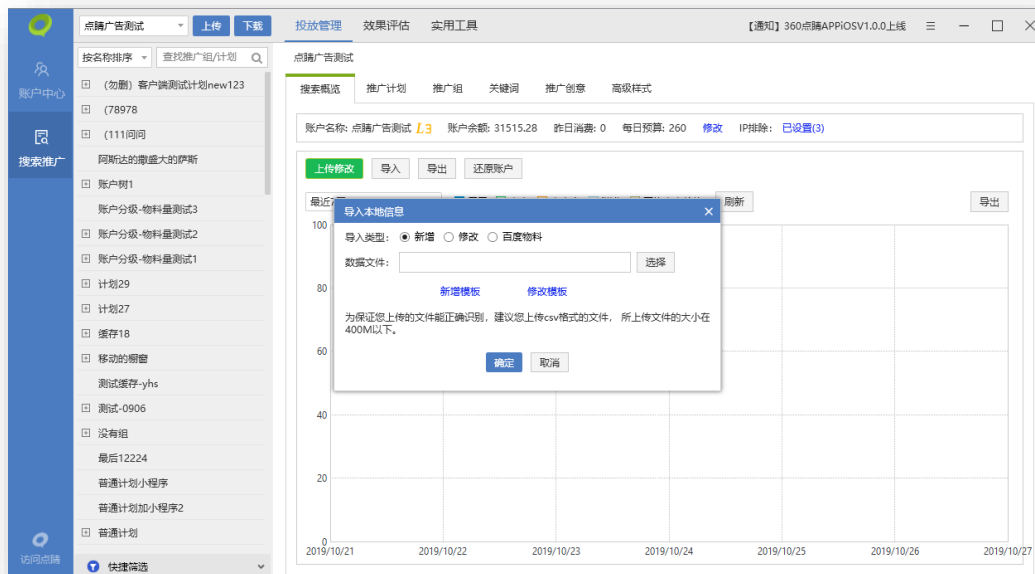 点睛广告测试 上传 下载 投放管理 效果评估 实用工具 【通知】360点睛APPiOSV1.0.0上线
按名称排序 查找推广组/计划
点睛广告测试
账户中心
搜索推广
访问点睛
(勿删) 客户端测试计划new123
(78978
(111问问
阿斯达的撒盛大的萨斯
账户树1
账户分级-物料量测试3
账户分级-物料量测试2
账户分级-物料量测试1
计划29
计划27
缓存18
移动的橱窗
测试缓存-yhs
测试-0906
没有组
最后12224
普通计划小程序
普通计划加小程序2
普通计划
快捷筛选
搜索概览 推广计划 推广组 关键词 推广创意 高级样式
账户名称: 点睛广告测试 L3 账户余额: 31515.28 昨日消费: 0 每日预算: 260 修改 IP排除: 已设置(3)
上传修改 导入 导出 还原账户
最近7 刷新 导出
导入本地信息
导入类型: 新增 修改 百度物料
数据文件: 选择
新增模板 修改模板
为保证您上传的文件能正确识别，建议您上传csv格式的文件， 所上传文件的大小在
400M以下。
确定 取消
100
80
60
40
20
0
2019/10/21 2019/10/22 2019/10/23 2019/10/24 2019/10/25 2019/10/26 2019/10/27